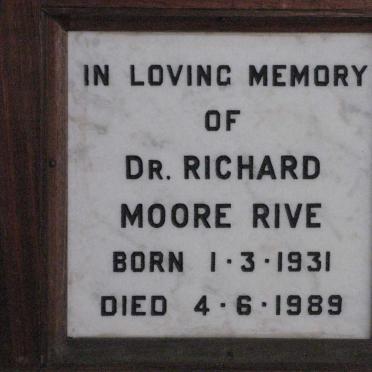 IN LOVING MEMORY
OF
DR. RICHARD
MOORE RIVE
BORN 1·3·1931
DIED 4·6·1989